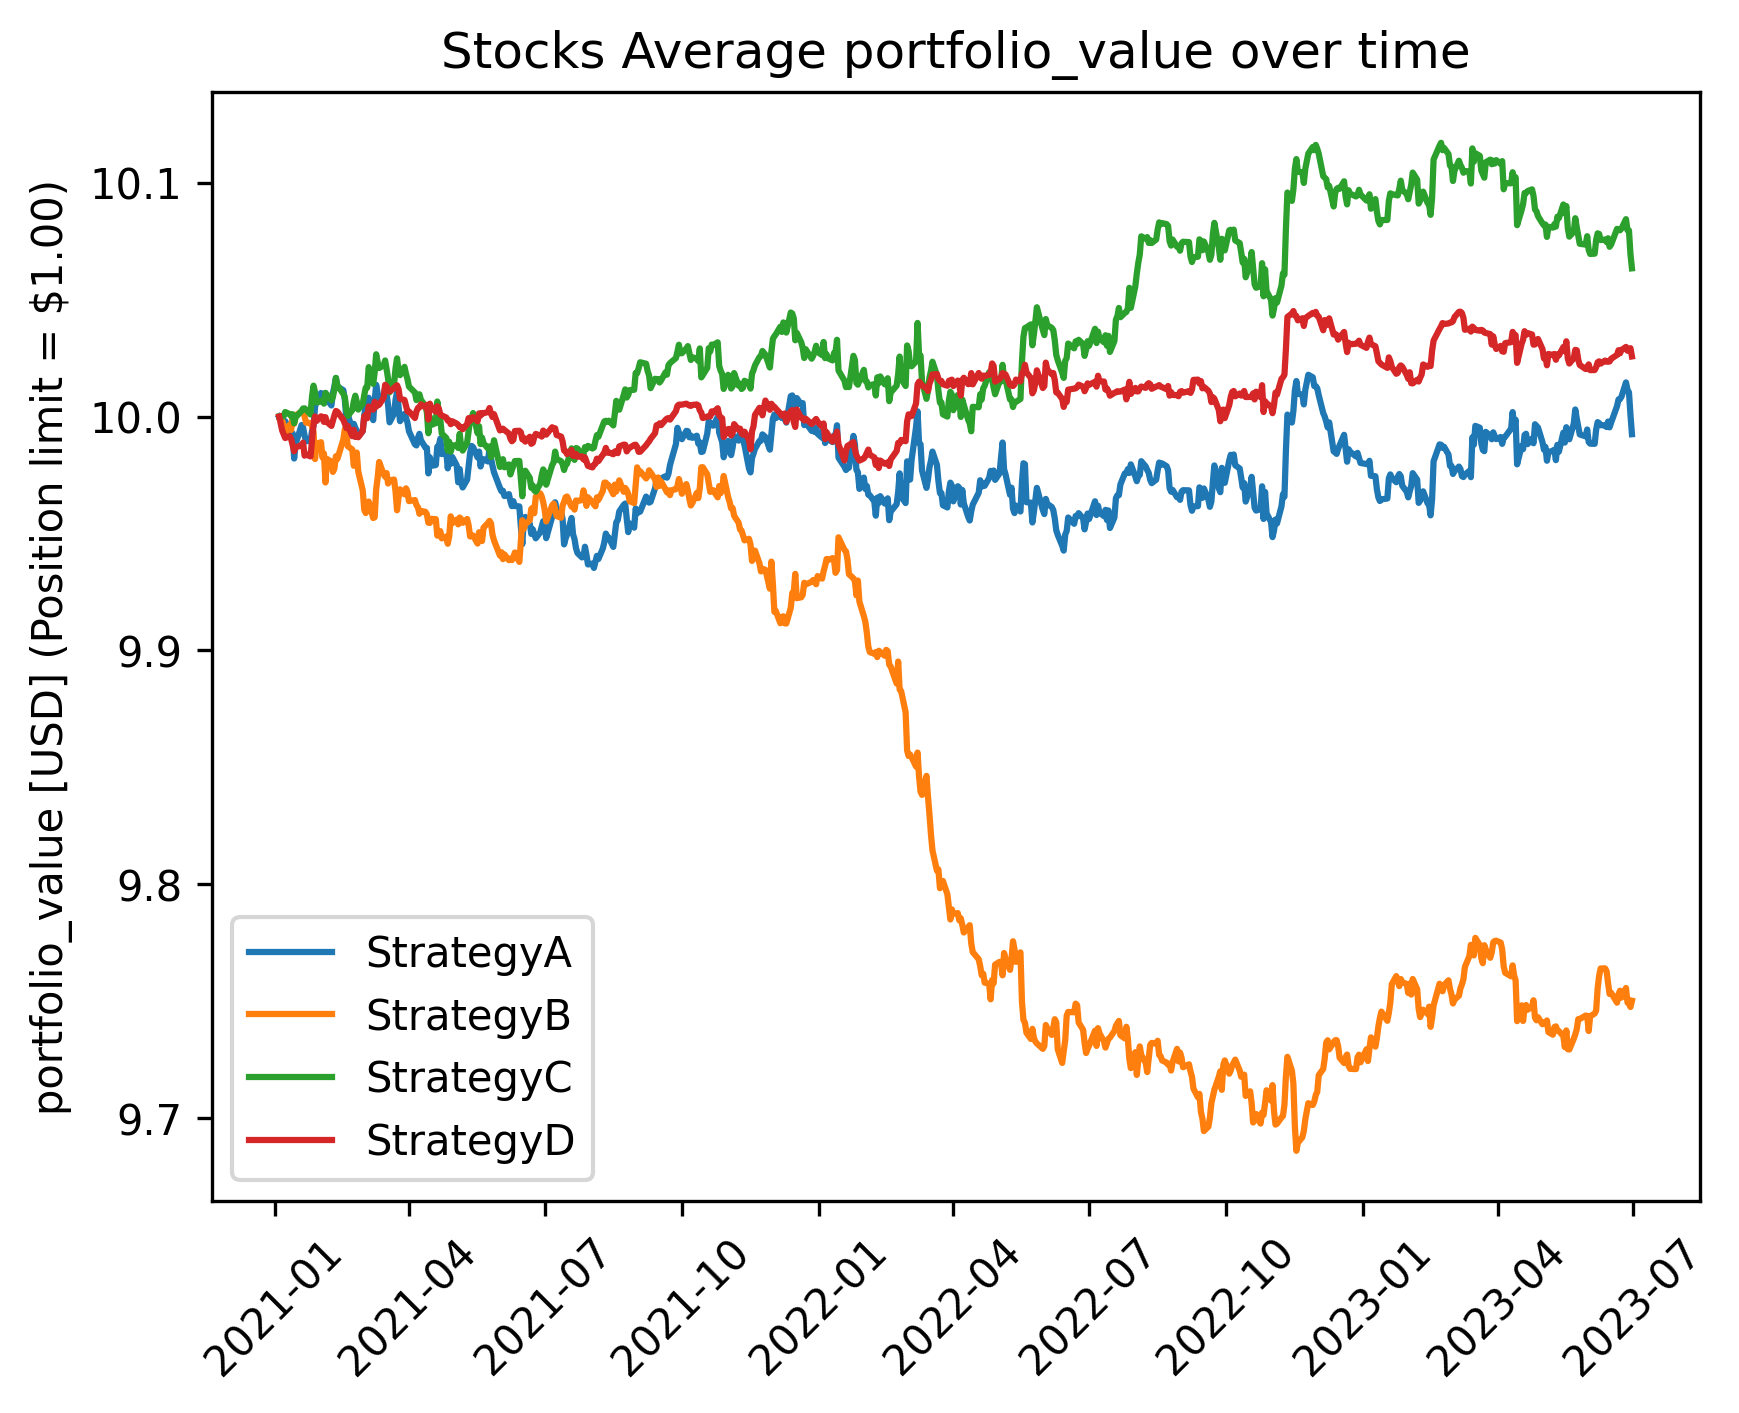 Stocks Average portfolio_value over time
portfolio_value [USD] (Position limit = $1.00)
10.1
10.0
9.9
9.8
9.7
StrategyA
StrategyB
StrategyC
StrategyD
2021-01
2021-04
2021-07
2021-10
2022-01
2022-04
2022-07
2022-10
2023-01
2023-04
2023-07